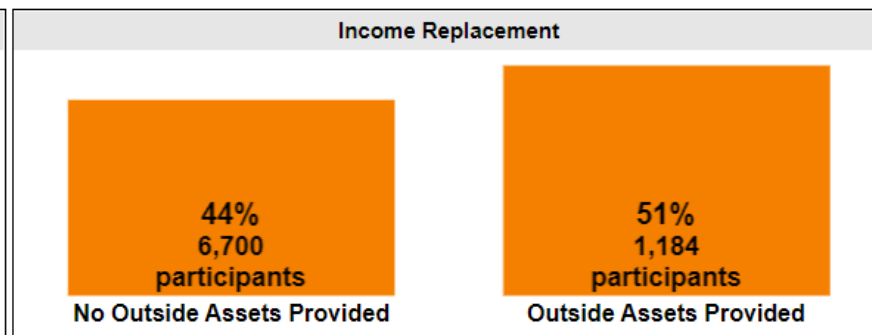 Income Replacement
44%
6,700
participants
No Outside Assets Provided
51%
1,184
participants
Outside Assets Provided